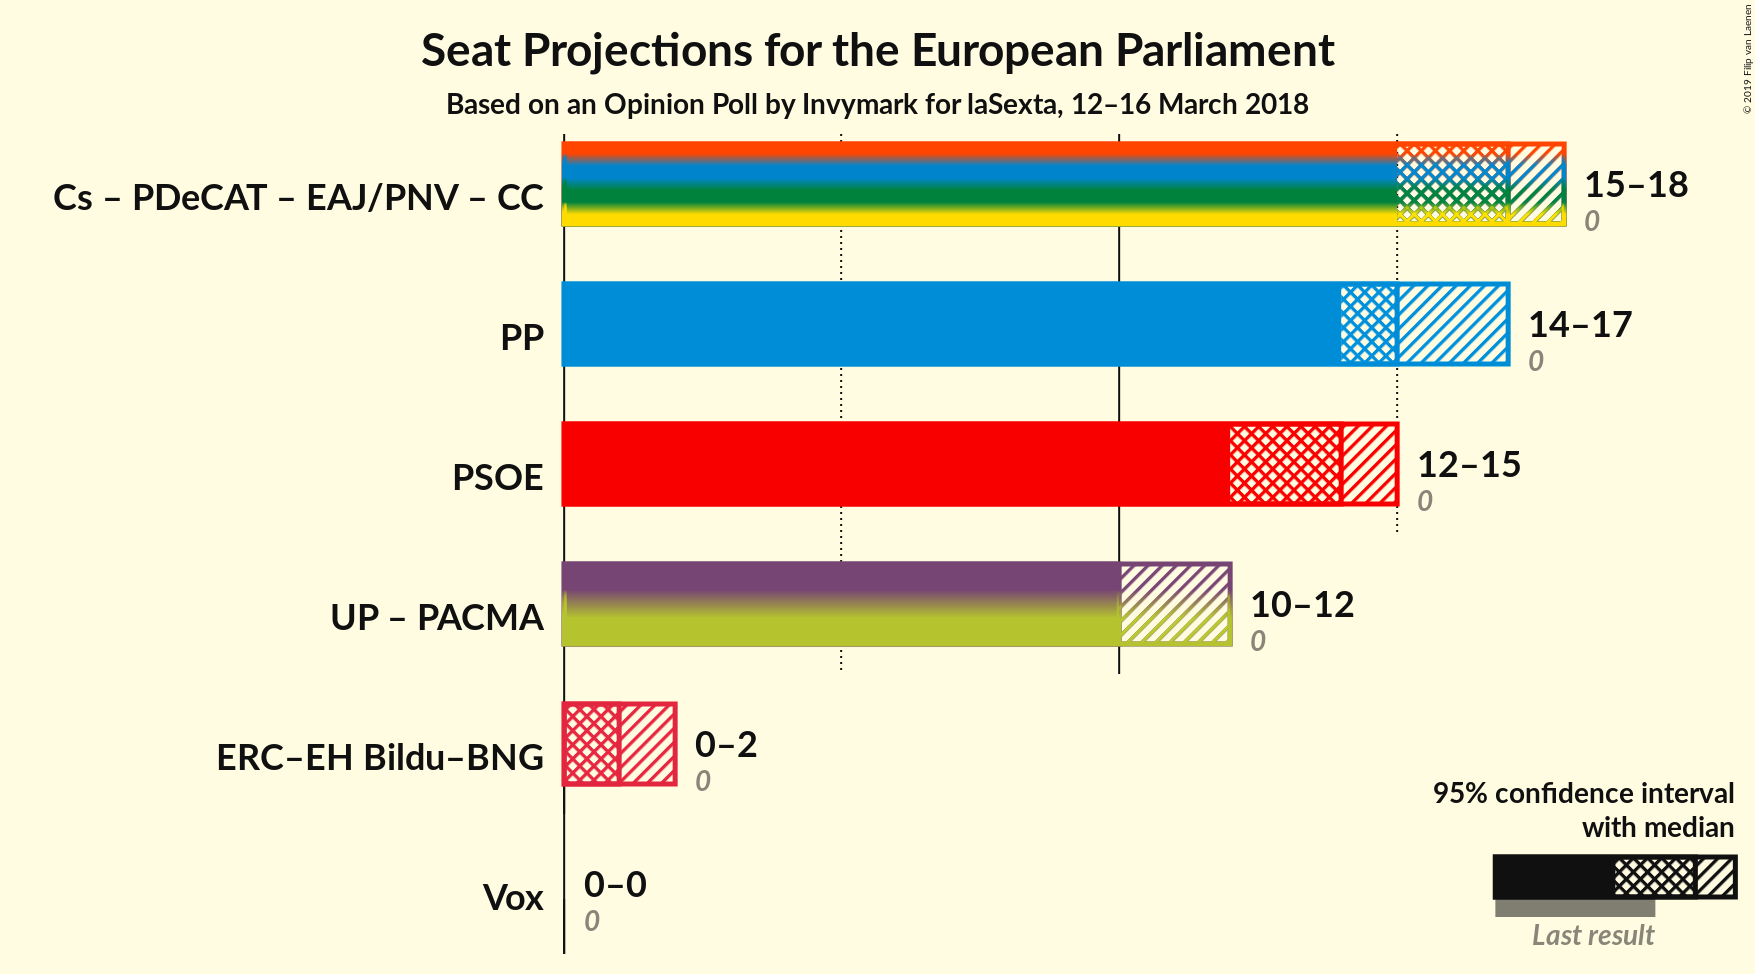 Seat Projections for the European Parliament
Based on an Opinion Poll by Invymark for laSexta, 12–16 March 2018
© 2019 Filip van Laenen
Cs – PDeCAT – EAJ/PNV – CC
15–18
0
PP
14–17
0
PSOE
12–15
0
UP – PACMA
10–12
0
ERC–EH Bildu–BNG
0–2
0
Vox
0–0
0
95% confidence interval
with median
Last result